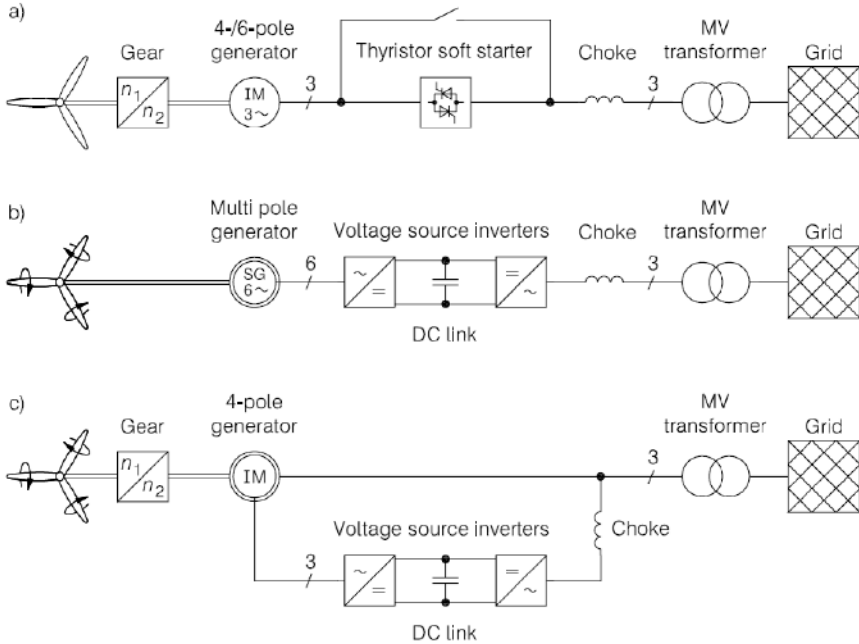 a)
4-/6-pole
generator
Gear
Thyristor soft starter
Choke
MV
transformer
Grid
n1
n2
IM
3~
3
3
b)
Multi pole
generator
Voltage source inverters
Choke
MV
transformer
Grid
SG
6~
6
~
=
=
~
3
DC link
c)
4-pole
generator
Gear
MV
transformer
Grid
n1
n2
IM
3
Voltage source inverters
Choke
3
~
=
=
~
DC link